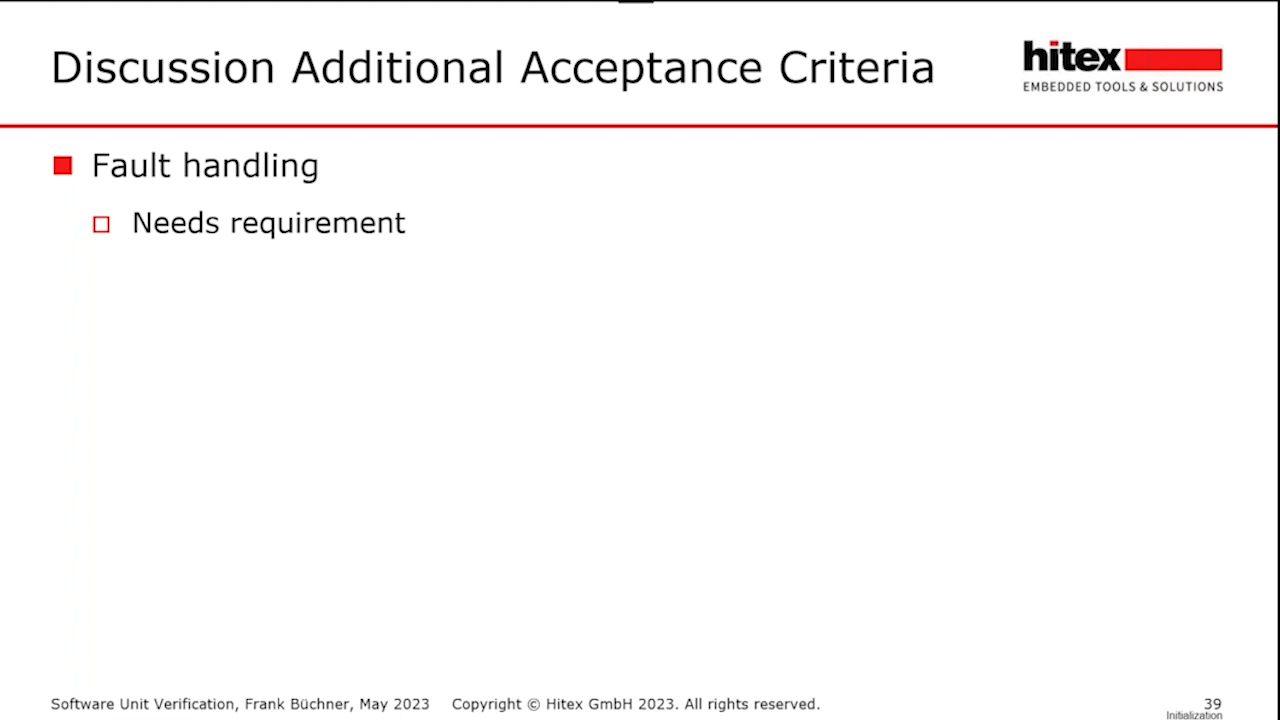 Discussion Additional Acceptance Criteria
hitex
EMBEDDED TOOLS & SOLUTIONS
Fault handling
Needs requirement
Software Unit Verification, Frank Büchner, May 2023 Copyright © Hitex GmbH 2023. All rights reserved.
39
Initialization